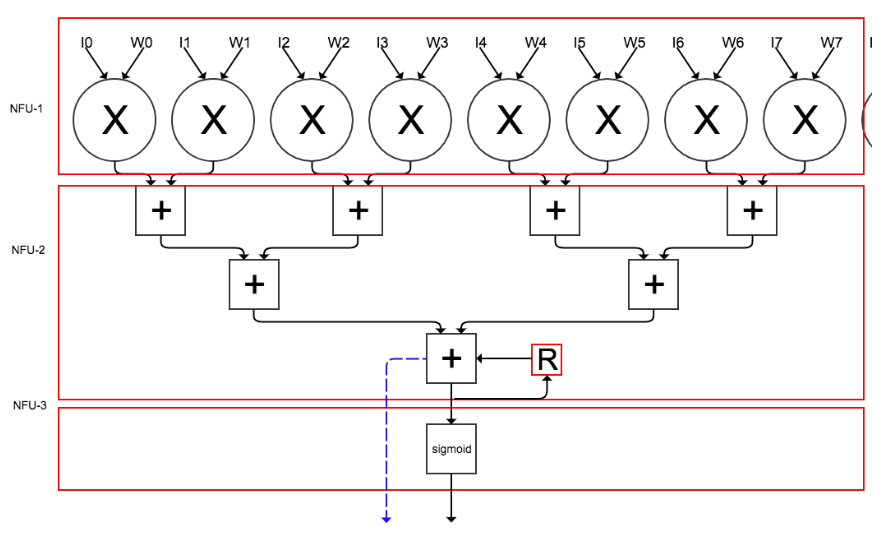 I0 W0 I1 W1 I2 W2 I3 W3 I4 W4 I5 W5 I6 W6 I7 W7
NFU-1
X X X X X X X X
+ + + +
NFU-2
+ +
+ R
NFU-3
sigmoid